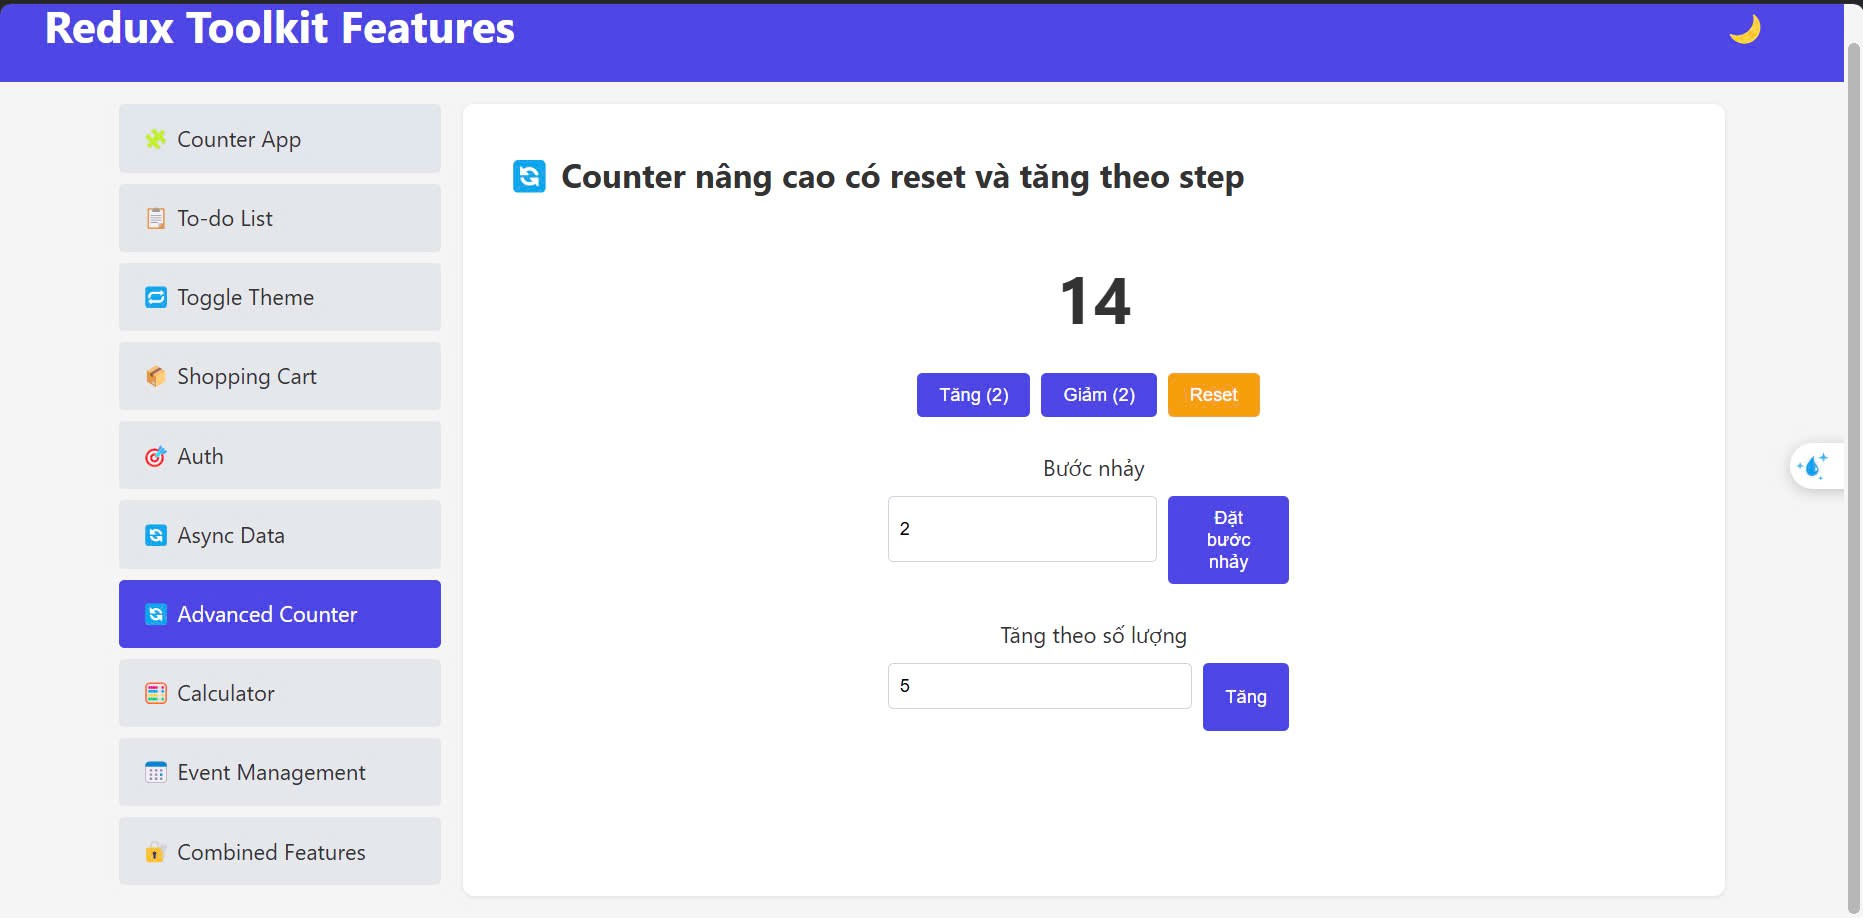 Redux Toolkit Features
Counter App
To-do List
Toggle Theme
Shopping Cart
Auth
Async Data
Advanced Counter
Calculator
Event Management
Combined Features
Counter nâng cao có reset và tăng theo step
14
Tăng (2)
Giảm (2)
Reset
Bước nhảy
2
Đặt
bước
nhảy
Tăng theo số lượng
5
Tăng